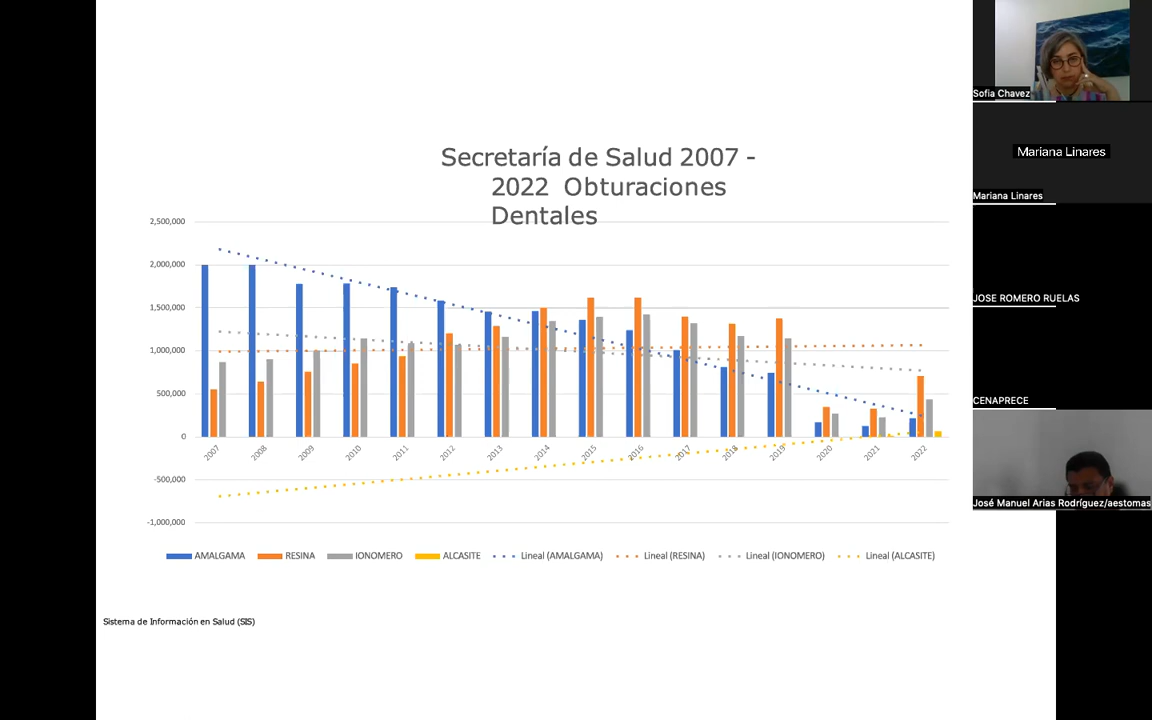 Secretaría de Salud 2007 -
2022 Obturaciones
Dentales
2,500,000
2,000,000
1,500,000
1,000,000
500,000
0
-500,000
-1,000,000
2007
2008
2009
2010
2011
2012
2013
2014
2015
2016
2017
2018
2019
2020
2021
2022
AMALGAMA
RESINA
IONOMERO
ALCASITE
Lineal (AMALGAMA)
Lineal (RESINA)
Lineal (IONOMERO)
Lineal (ALCASITE)
Sistema de Información en Salud (SIS)
Sofia Chavez
Mariana Linares
Mariana Linares
JOSE ROMERO RUELAS
CENAPRECE
José Manuel Arias Rodríguez/aestomas